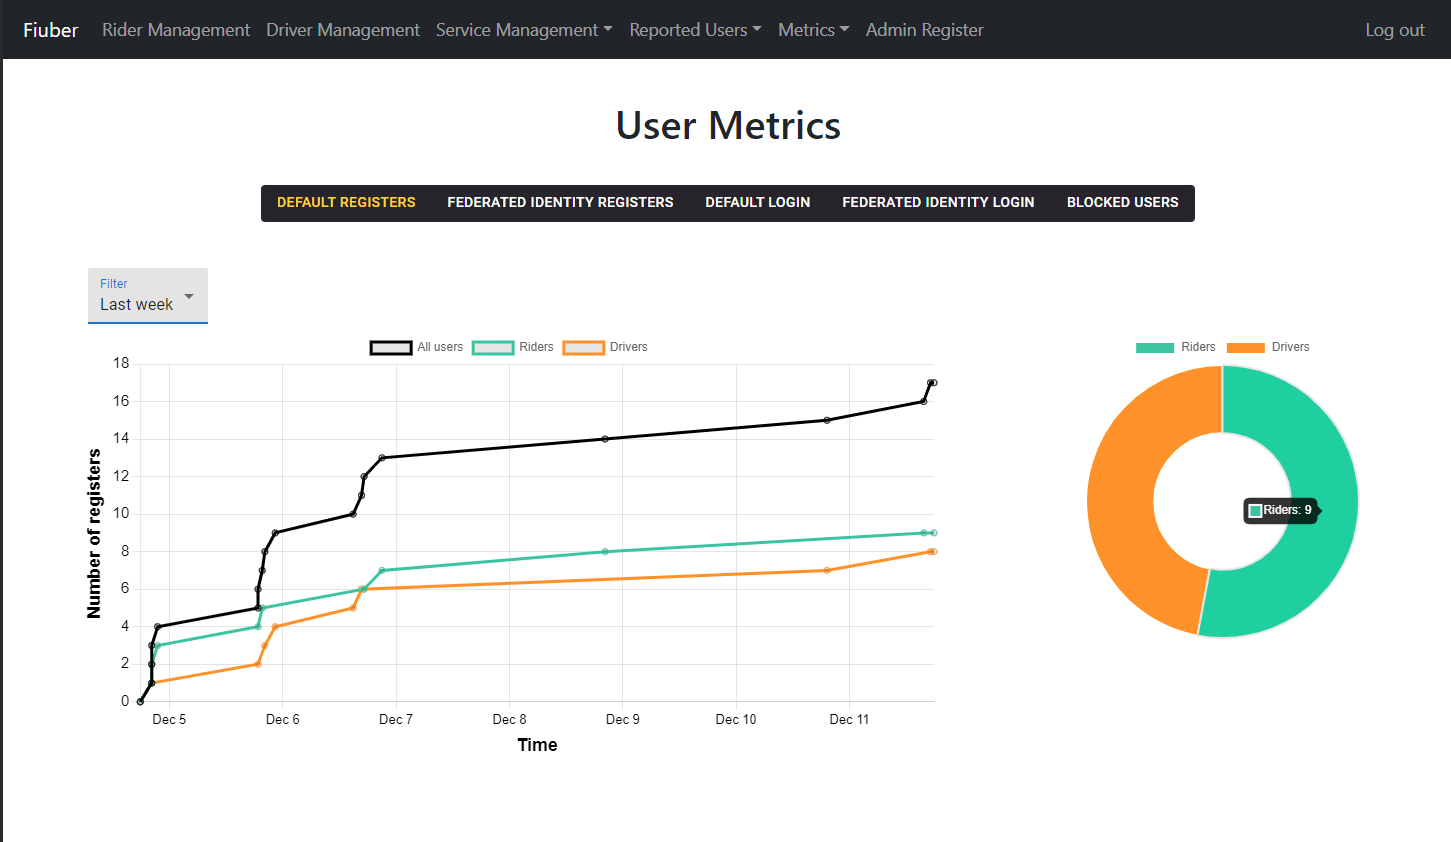 Fiuber Rider Management Driver Management Service Management Reported Users Metrics Admin Register Log out
User Metrics
DEFAULT REGISTERS FEDERATED IDENTITY REGISTERS DEFAULT LOGIN FEDERATED IDENTITY LOGIN BLOCKED USERS
Filter
Last week
All users Riders Drivers
Riders Drivers
18
16
14
12
10
8
6
4
2
0
Number of registers
Dec 5 Dec 6 Dec 7 Dec 8 Dec 9 Dec 10 Dec 11
Time
Riders: 9